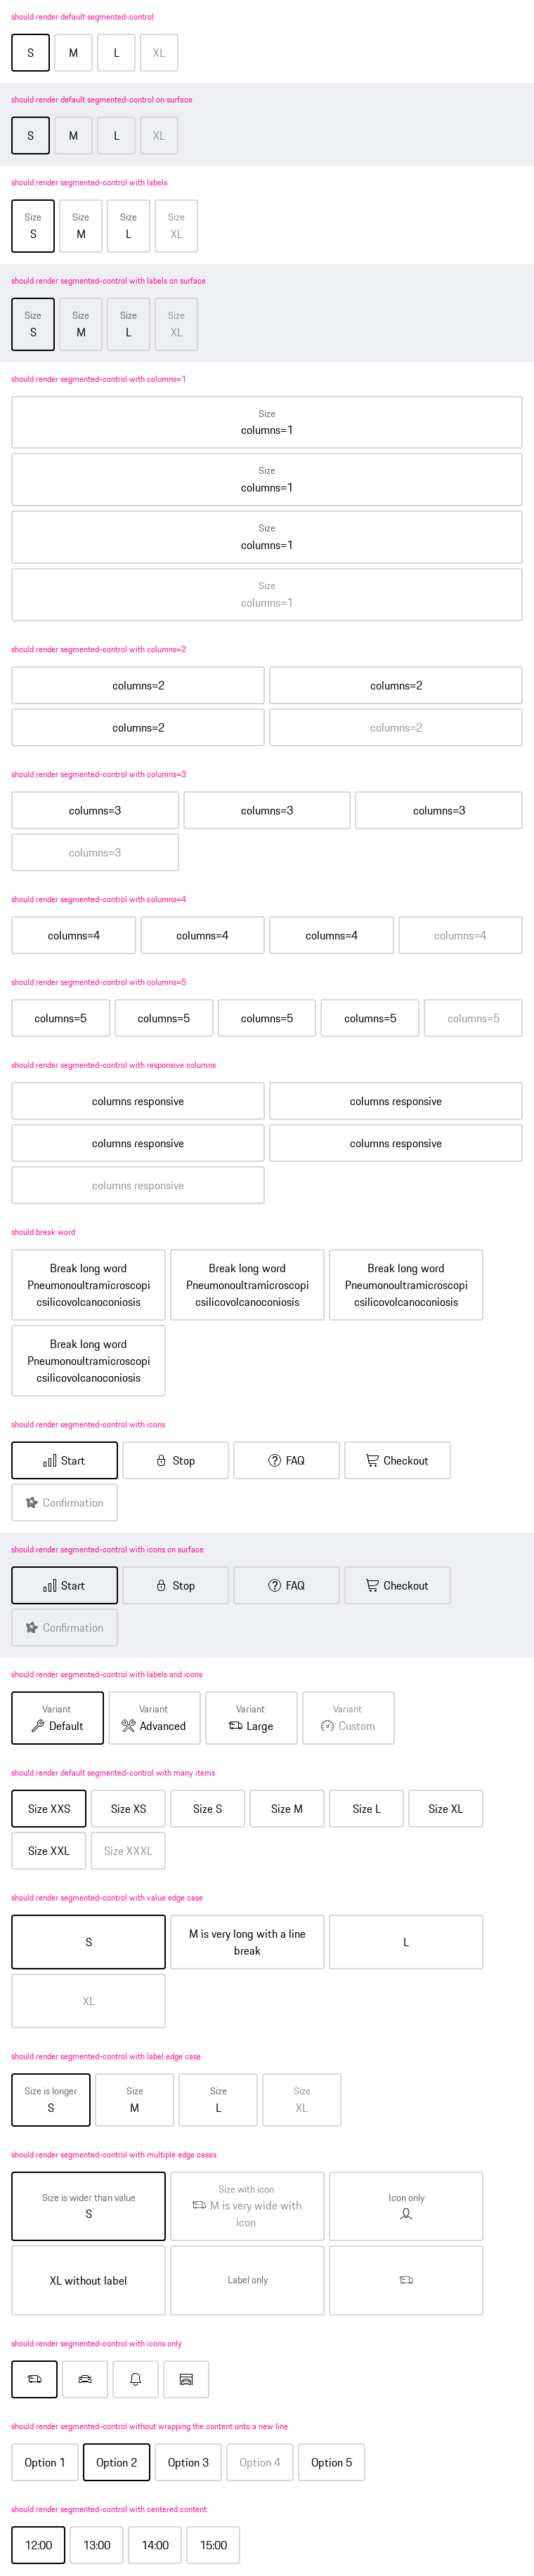 should render default segmented-control
S M L XL
should render default segmented-control on surface
S M L XL
should render segmented-control with labels
Size Size Size Size
S M L XL
should render segmented-control with labels on surface
Size Size Size Size
S M L XL
should render segmented-control with columns=1
Size
columns=1
Size
columns=1
Size
columns=1
Size
columns=1
should render segmented-control with columns=2
columns=2 columns=2
columns=2 columns=2
should render segmented-control with columns=3
columns=3 columns=3 columns=3
columns=3
should render segmented-control with columns=4
columns=4 columns=4 columns=4 columns=4
should render segmented-control with columns=5
columns=5 columns=5 columns=5 columns=5 columns=5
should render segmented-control with responsive columns
columns responsive columns responsive
columns responsive columns responsive
columns responsive
should break word
Break long word Break long word Break long word
Pneumonoultramicroscopi Pneumonoultramicroscopi Pneumonoultramicroscopi
csilicovolcanoconiosis csilicovolcanoconiosis csilicovolcanoconiosis
Break long word
Pneumonoultramicroscopi
csilicovolcanoconiosis
should render segmented-control with icons
Start Stop FAQ Checkout
Confirmation
should render segmented-control with icons on surface
Start Stop FAQ Checkout
Confirmation
should render segmented-control with labels and icons
Variant Variant Variant Variant
Default Advanced Large Custom
should render default segmented-control with many items
Size XXS Size XS Size S Size M Size L Size XL
Size XXL Size XXXL
should render segmented-control with value edge case
S M is very long with a line L
break
XL
should render segmented-control with label edge case
Size is longer Size Size Size
S M L XL
should render segmented-control with multiple edge cases
Size is wider than value Size with icon Icon only
S M is very wide with
icon
XL without label Label only
should render segmented-control with icons only
should render segmented-control without wrapping the content onto a new line
Option 1 Option 2 Option 3 Option 4 Option 5
should render segmented-control with centered content
12:00 13:00 14:00 15:00